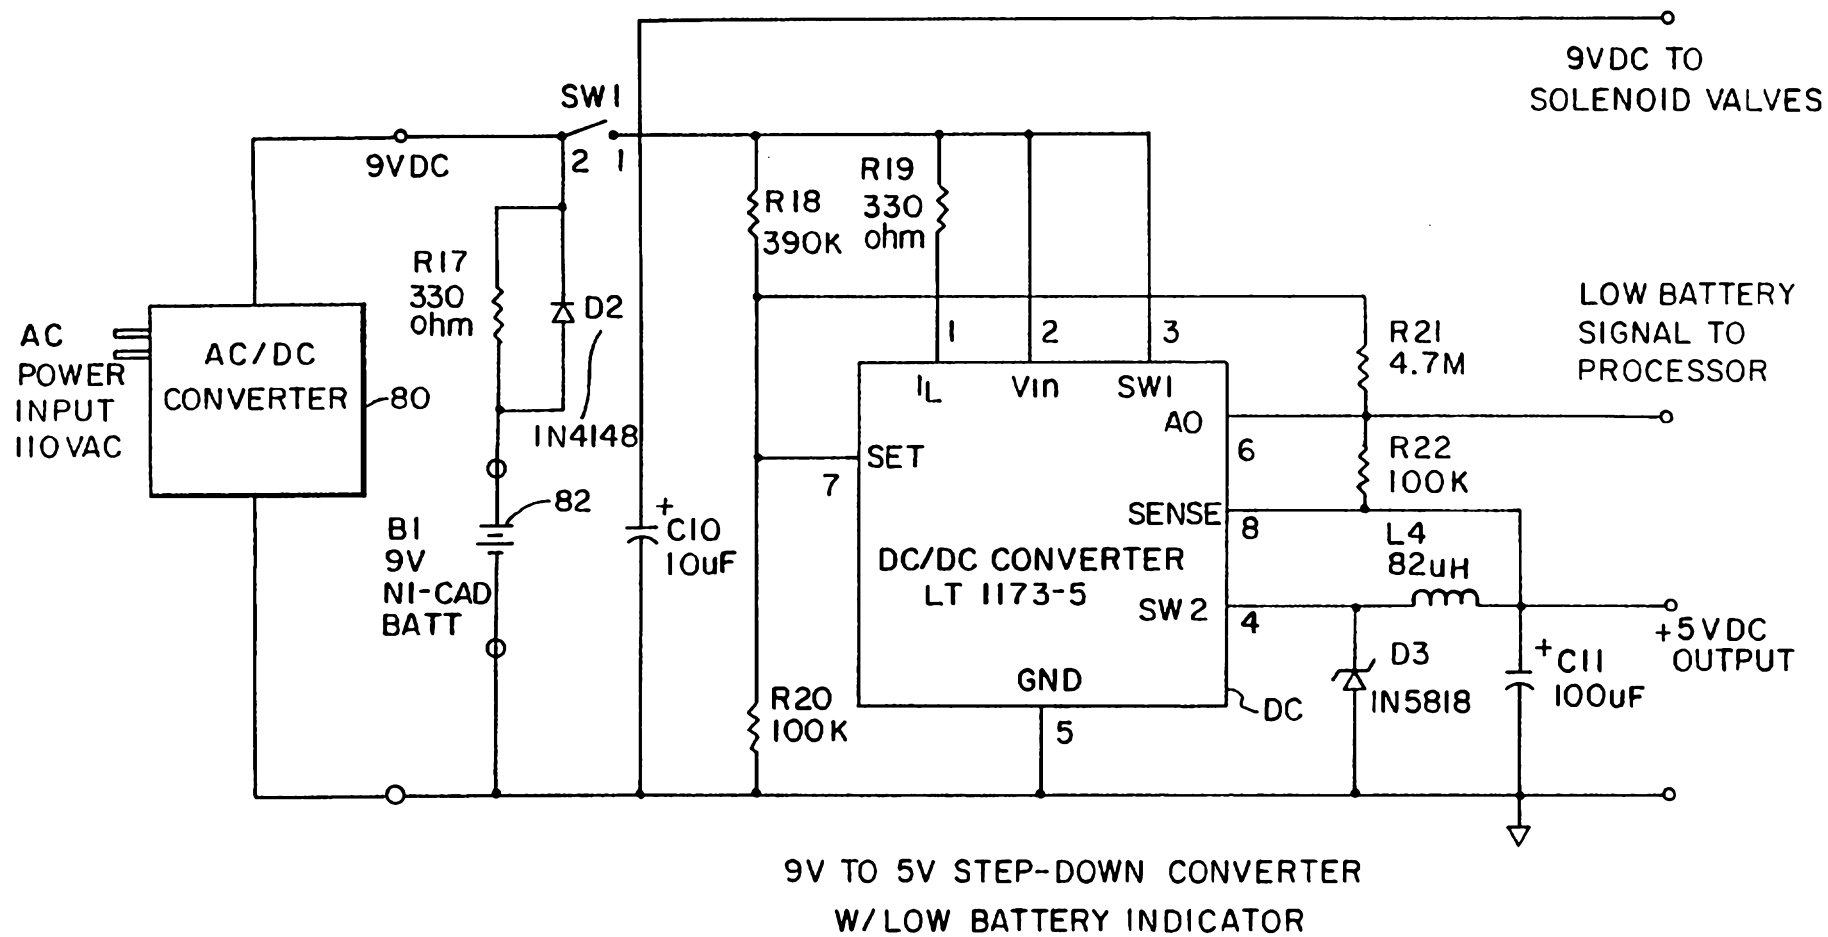 9VDC TO
SOLENOID VALVES
SW1
2
1
9VDC
R18
390K
R19
330
ohm
R17
330
ohm
D2
1N4148
1
2
3
LOW BATTERY
SIGNAL TO
PROCESSOR
R21
4.7M
AC
POWER
INPUT
110VAC
AC/DC
CONVERTER
80
IL
Vin
SW1
AO
6
SET
7
R22
100K
SENSE
8
B1
9V
NI-CAD
BATT
82
+
C10
10uF
DC/DC CONVERTER
LT 1173-5
L4
82uH
SW2
4
+5VDC
OUTPUT
D3
1N5818
+
C11
100uF
GND
5
DC
R20
100K
9V TO 5V STEP-DOWN CONVERTER
W/LOW BATTERY INDICATOR